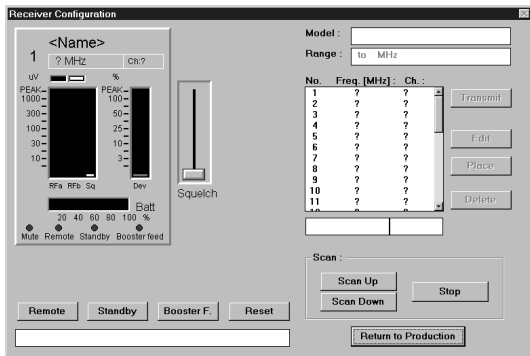 Receiver Configuration
<Name>
1 ? MHz Ch:?
uV %
PEAK PEAK
1000 100
300 50
100 25
30 10
10 3
RFa RFb Sq Dev
Batt
20 40 60 80 100 %
Mute Remote Standby Booster feed
Squelch
Remote Standby Booster F. Reset
Model :
Range : to MHz
No. Freq. [MHz] : Ch. :
1 ? ?
2 ? ?
3 ? ?
4 ? ?
5 ? ?
6 ? ?
7 ? ?
8 ? ?
9 ? ?
10 ? ?
11 ? ?
Transmit
Edit
Place
Delete
Scan :
Scan Up
Scan Down
Stop
Return to Production